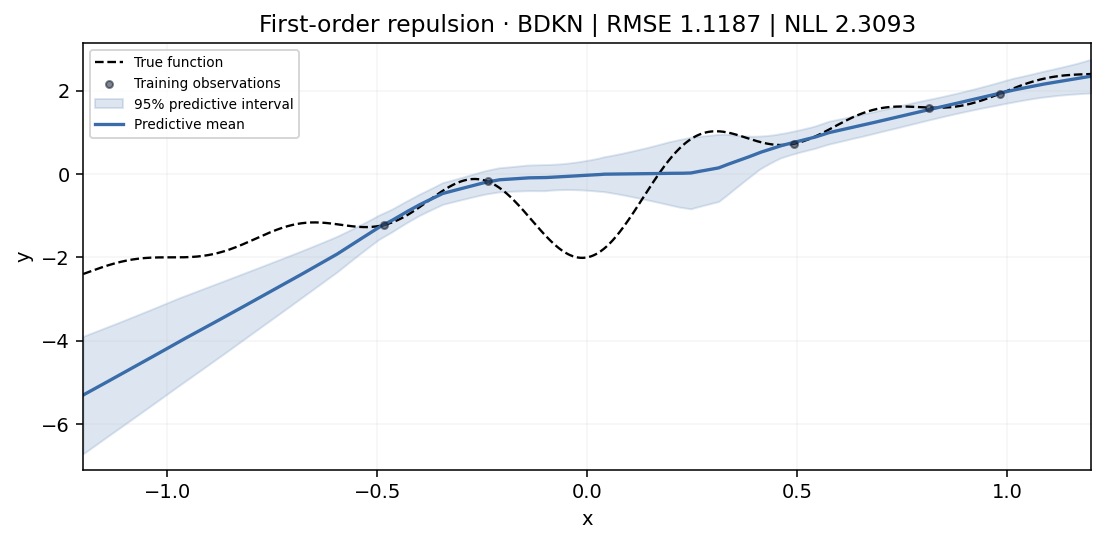 First-order repulsion · BDKN | RMSE 1.1187 | NLL 2.3093
True function
Training observations
95% predictive interval
Predictive mean
y
2
0
−2
−4
−6
−1.0
−0.5
0.0
0.5
1.0
x